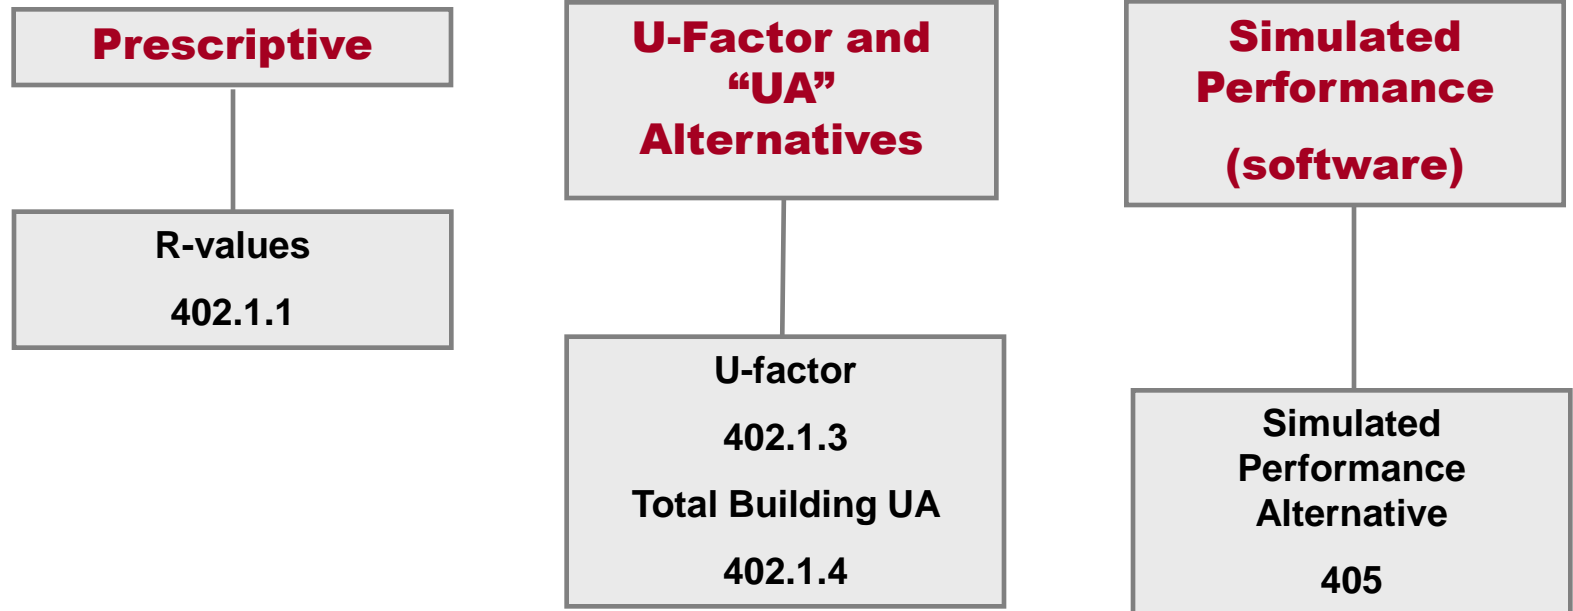 Prescriptive
R-values
402.1.1
U-Factor and
“UA”
Alternatives
U-factor
402.1.3
Total Building UA
402.1.4
Simulated
Performance
(software)
Simulated
Performance
Alternative
405